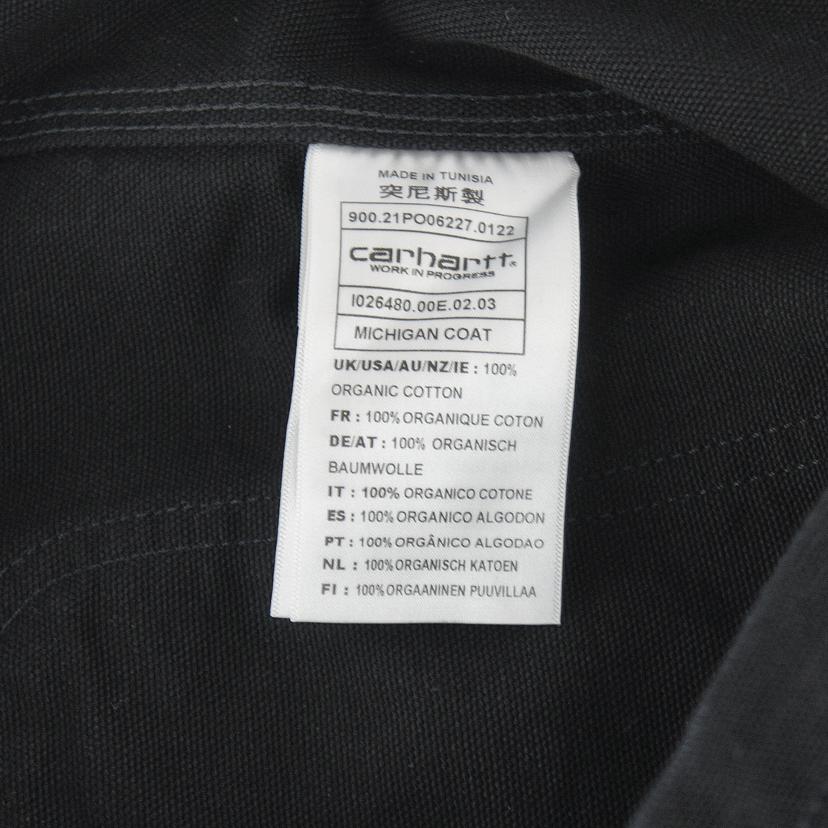 MADE IN TUNISIA
突尼斯製
900.21PO06227.0122
carhartt
WORK IN PROGRESS
I026480.00E.02.03
MICHIGAN COAT
UK/USA/AU/NZ/IE : 100%
ORGANIC COTTON
FR : 100% ORGANIQUE COTON
DE/AT : 100% ORGANISCH
BAUMWOLLE
IT : 100% ORGANICO COTONE
ES : 100% ORGANICO ALGODON
PT : 100% ORGÂNICO ALGODAO
NL : 100% ORGANISCH KATOEN
FI : 100% ORGAANINEN PUUVILLAA